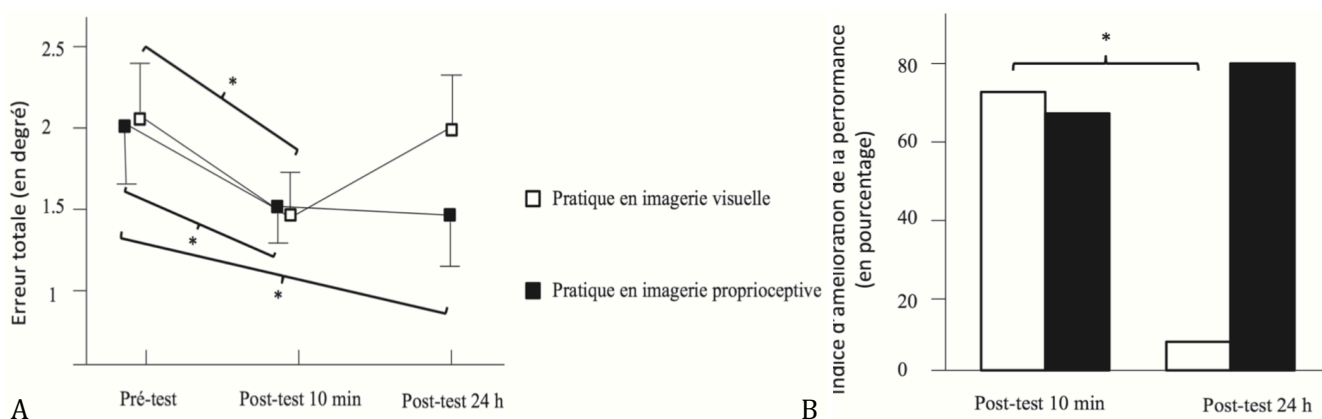 Erreur totale (en degré)
2.5
2
1.5
1
*
*
*
Pré-test
Post-test 10 min
Post-test 24 h
Pratique en imagerie visuelle
Pratique en imagerie proprioceptive
A
Indice d'amélioration de la performance
(en pourcentage)
80
60
40
20
0
*
Post-test 10 min
Post-test 24 h
B